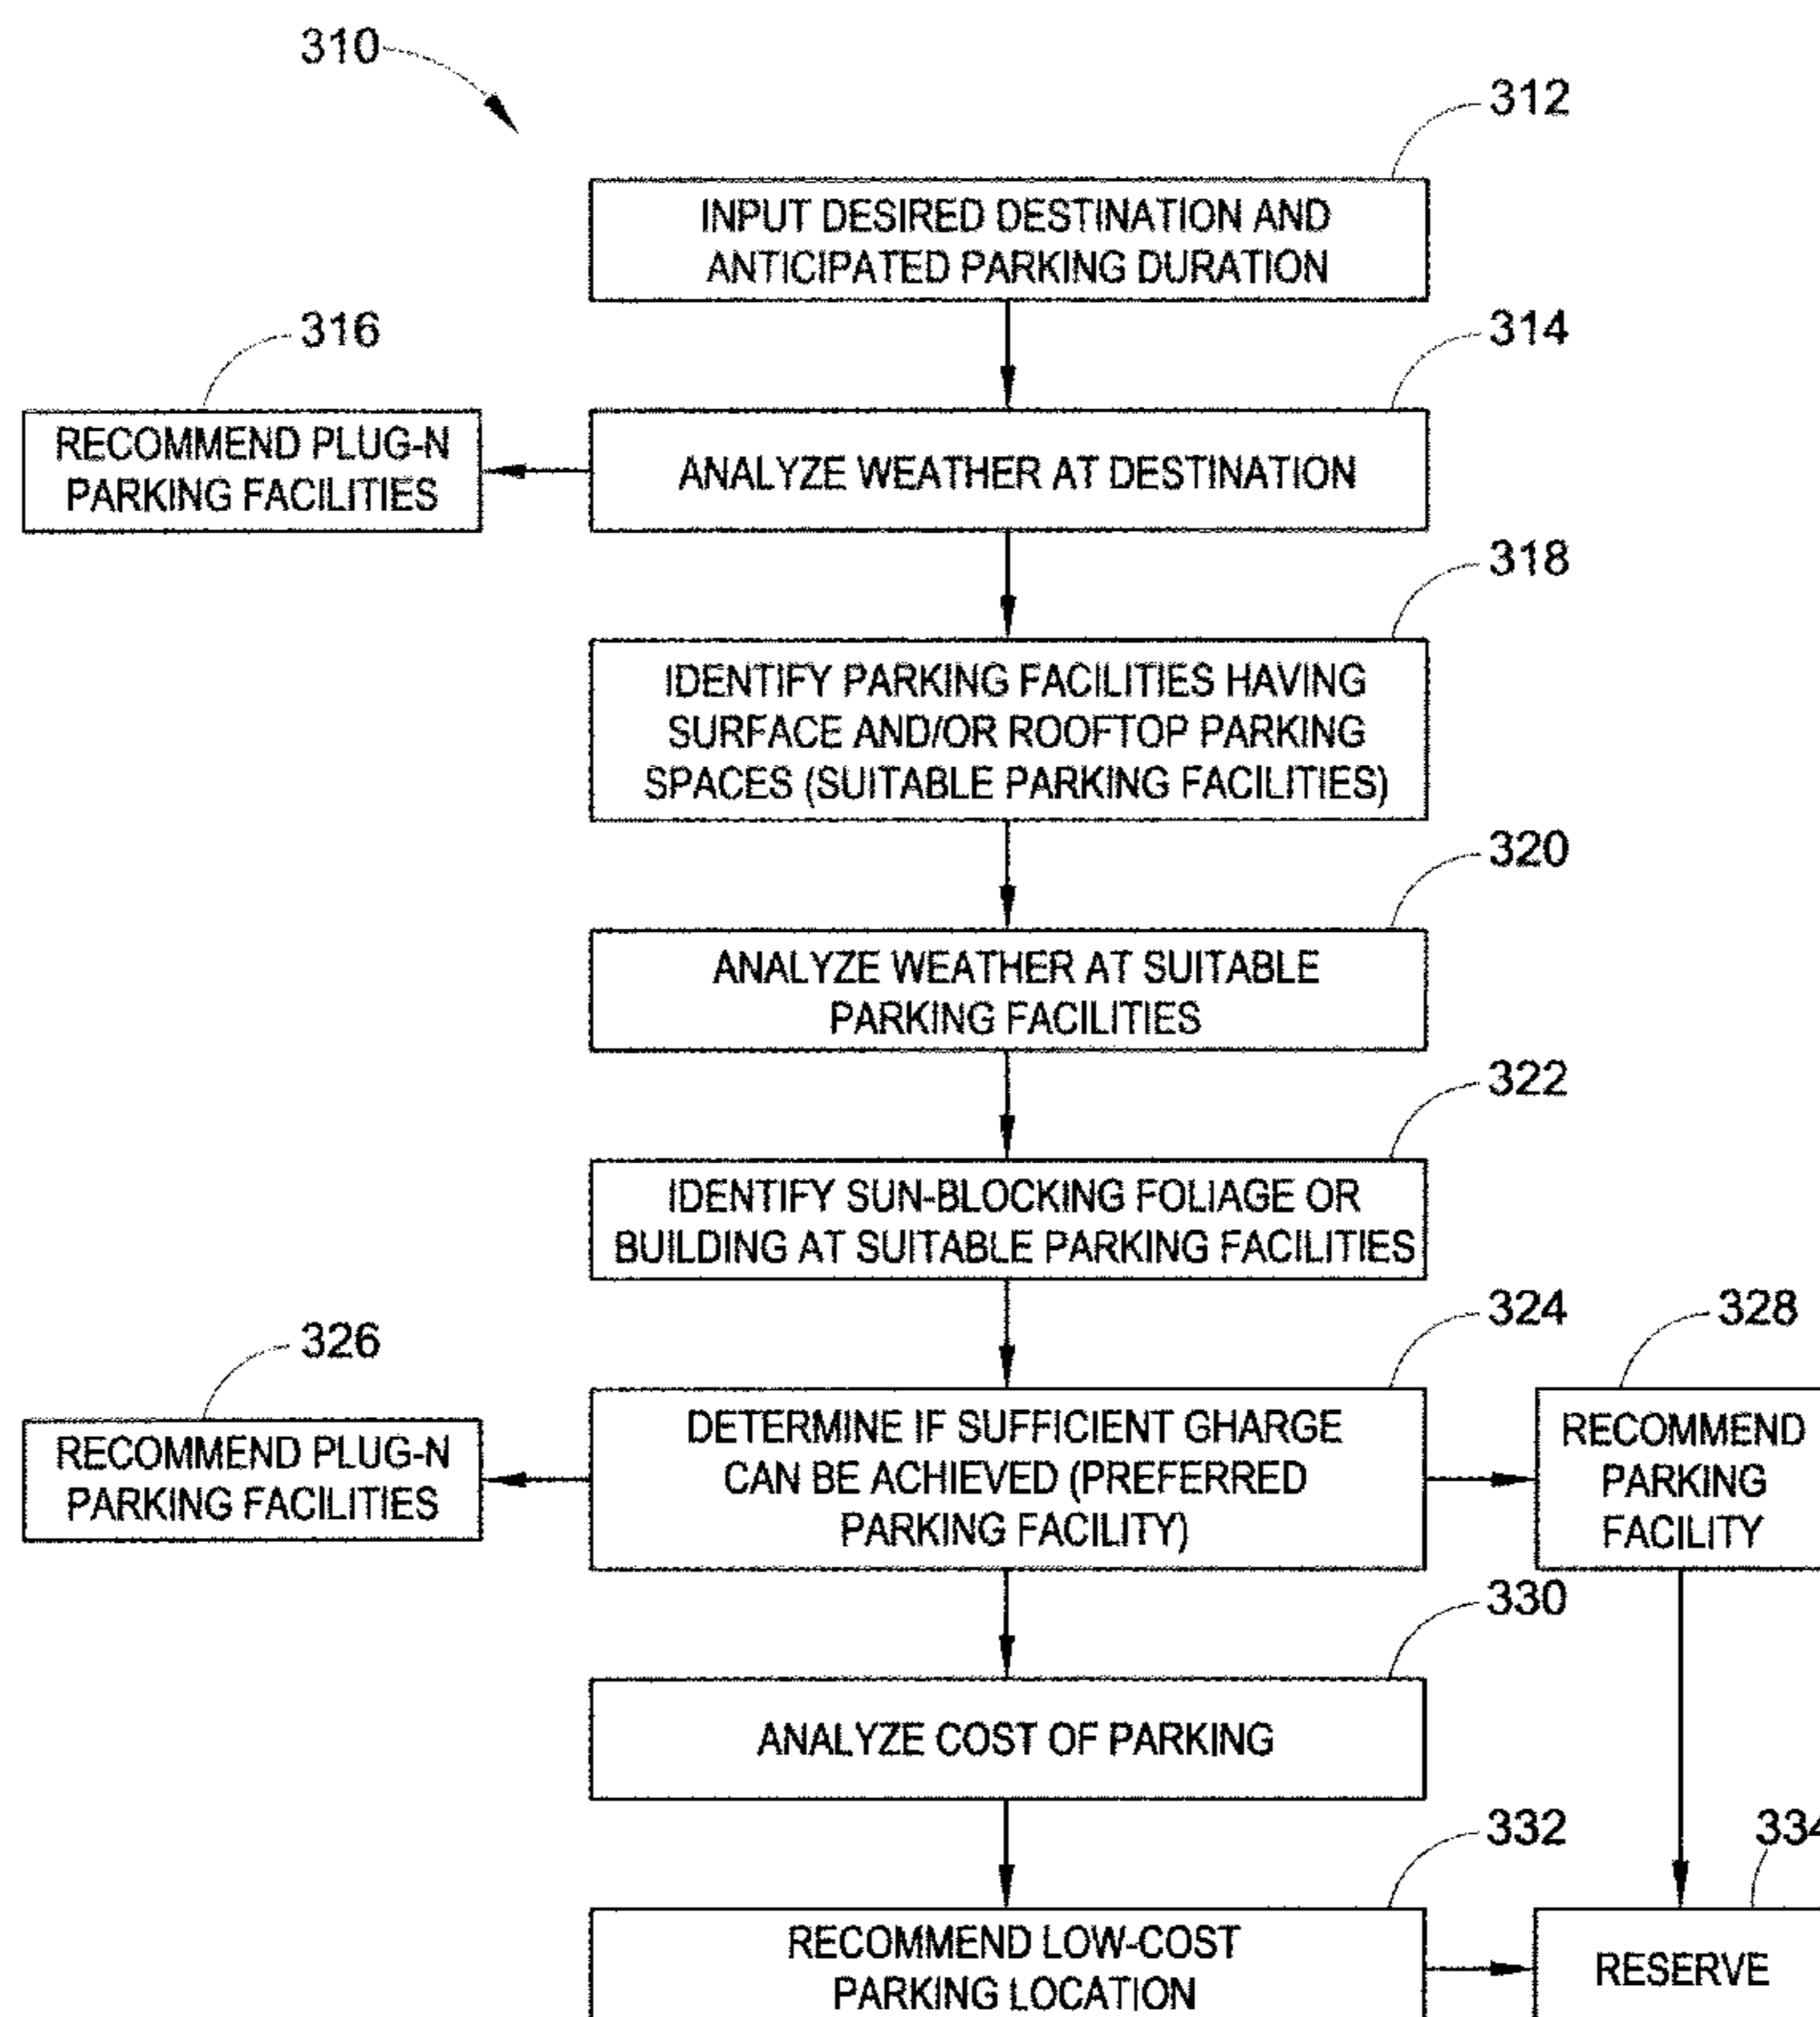 310
312
INPUT DESIRED DESTINATION AND
ANTICIPATED PARKING DURATION
316
314
RECOMMEND PLUG-N
PARKING FACILITIES
ANALYZE WEATHER AT DESTINATION
318
IDENTIFY PARKING FACILITIES HAVING
SURFACE AND/OR ROOFTOP PARKING
SPACES (SUITABLE PARKING FACILITIES)
320
ANALYZE WEATHER AT SUITABLE
PARKING FACILITIES
322
IDENTIFY SUN-BLOCKING FOLIAGE OR
BUILDING AT SUITABLE PARKING FACILITIES
326
324
328
RECOMMEND PLUG-N
PARKING FACILITIES
DETERMINE IF SUFFICIENT GHARGE
CAN BE ACHIEVED (PREFERRED
PARKING FACILITY)
RECOMMEND
PARKING
FACILITY
330
ANALYZE COST OF PARKING
332
334
RECOMMEND LOW-COST
PARKING LOCATION
RESERVE